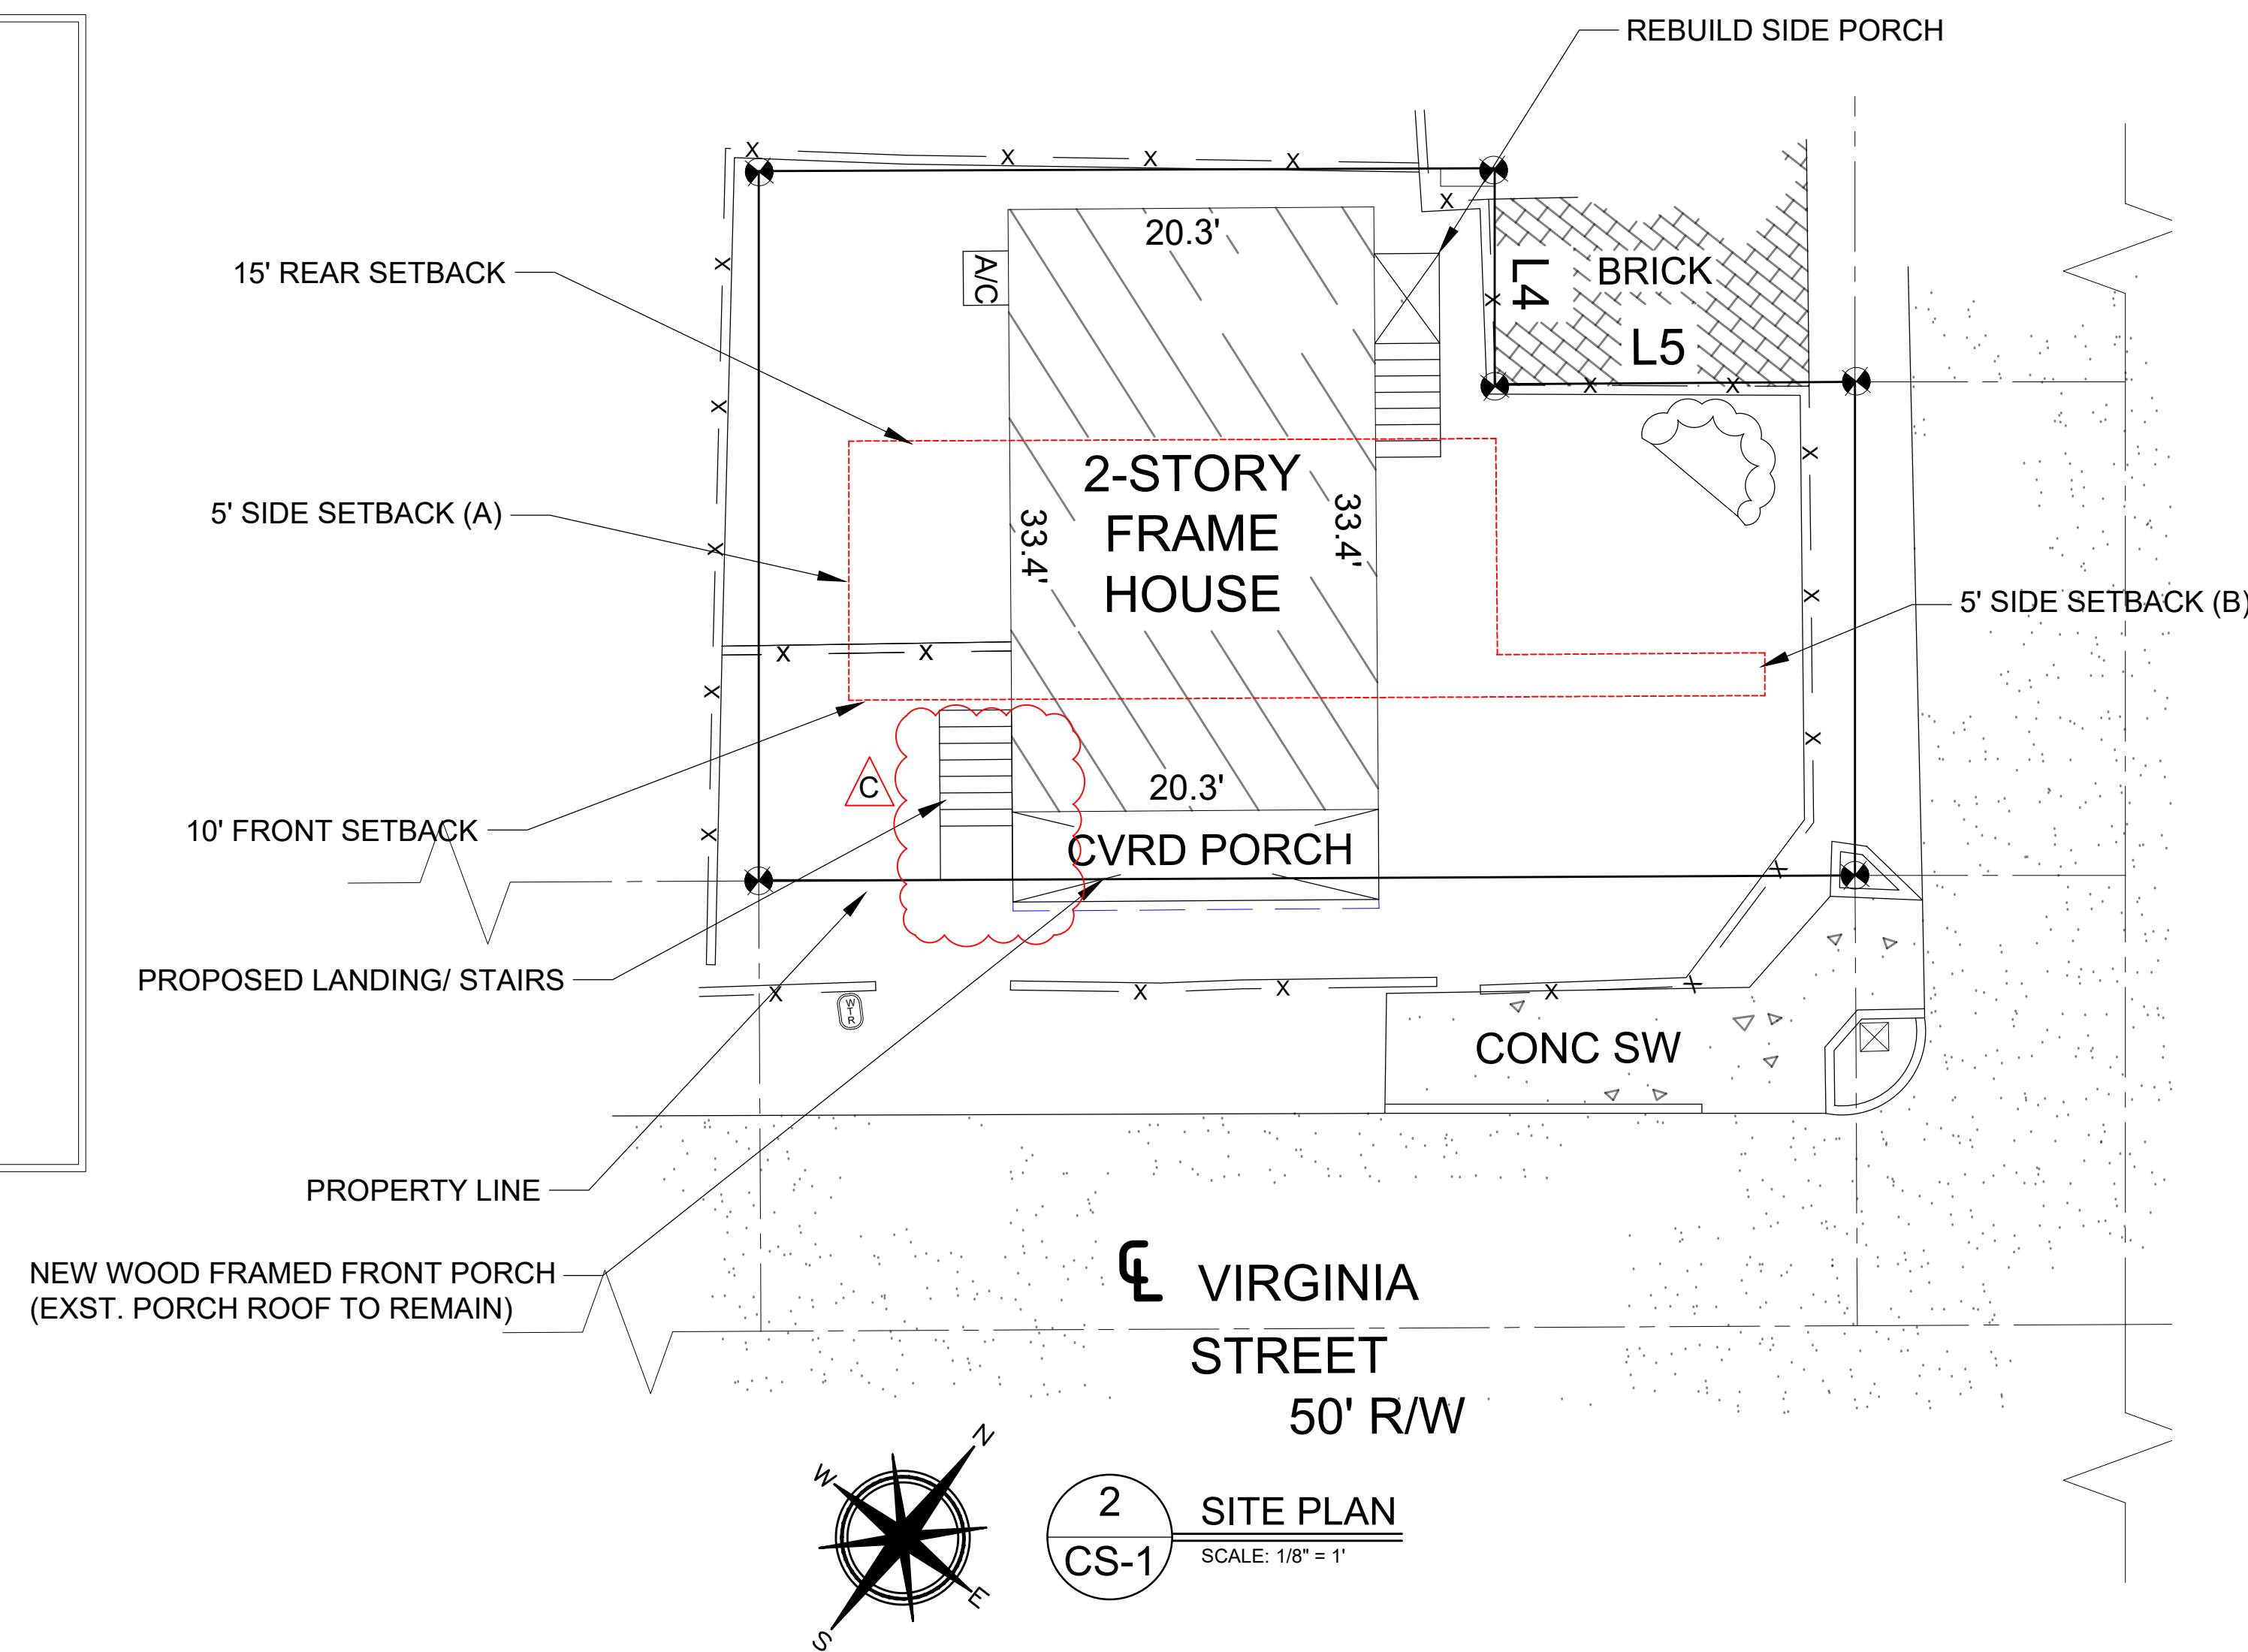 REBUILD SIDE PORCH
X
X
X
X
X
20.3'
X
15' REAR SETBACK
A/C
BRICK
L4
X
L5
X
X
X
X
2-STORY
FRAME
HOUSE
33.4'
33.4'
5' SIDE SETBACK (A)
X
X
5' SIDE SETBACK (B)
X
X
X
X
X
20.3'
C
10' FRONT SETBACK
X
CVRD PORCH
X
PROPOSED LANDING/ STAIRS
X
X
X
X
X
WTR
CONC SW
PROPERTY LINE
NEW WOOD FRAMED FRONT PORCH
(EXST. PORCH ROOF TO REMAIN)
CL VIRGINIA
STREET
50' R/W
N
W
E
S
2
CS-1
SITE PLAN
SCALE: 1/8" = 1'